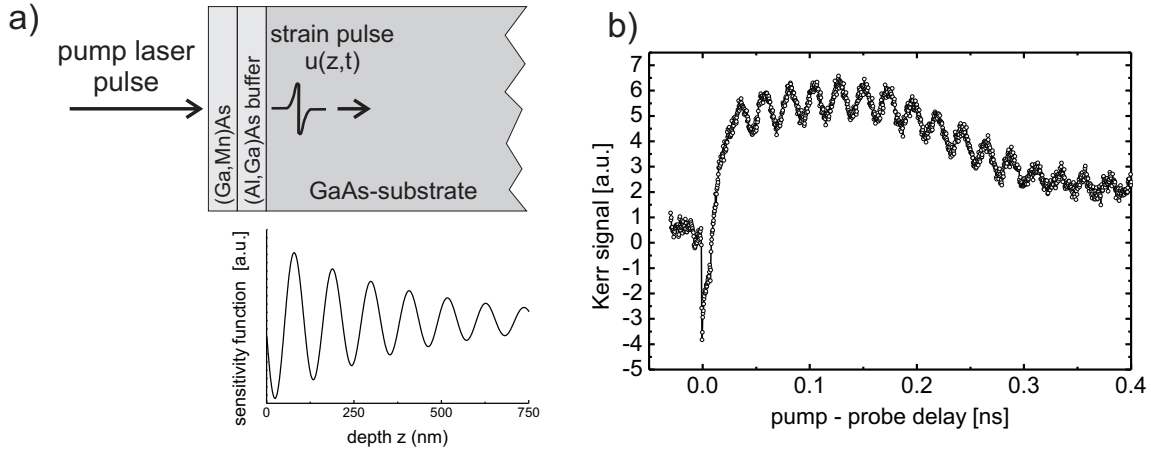 a)
pump laser
pulse
(Ga,Mn)As
(Al,Ga)As buffer
strain pulse
u(z,t)
GaAs-substrate
sensitivity function [a.u.]
0 250 500 750
depth z (nm)
b)
Kerr signal [a.u.]
7
6
5
4
3
2
1
0
-1
-2
-3
-4
-5
0.0 0.1 0.2 0.3 0.4
pump - probe delay [ns]